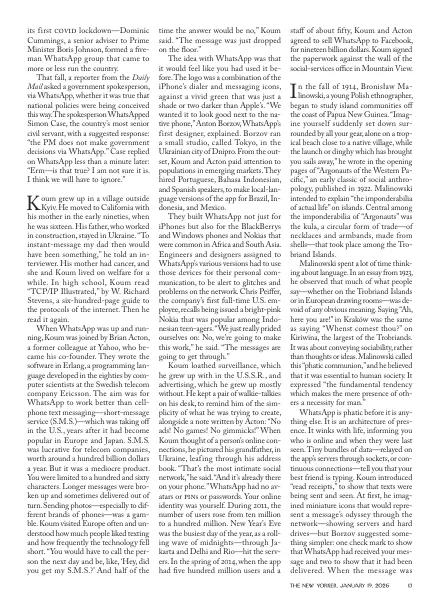 its first COVID lockdown—Dominic
Cummings, a senior adviser to Prime
Minister Boris Johnson, formed a five-
man WhatsApp group that came to
more or less run the country.
That fall, a reporter from the Daily
Mail asked a government spokesperson,
via WhatsApp, whether it was true that
national policies were being conceived
this way. The spokesperson WhatsApped
Simon Case, the country's most senior
civil servant, with a suggested response:
"the PM does not make government
decisions via WhatsApp." Case replied
on WhatsApp less than a minute later:
"Erm—is that true? I am not sure it is.
I think we will have to ignore."
Koum grew up in a village outside
Kyiv. He moved to California with
his mother in the early nineties, when
he was sixteen. His father, who worked
in construction, stayed in Ukraine. "To
instant-message my dad then would
have been something," he told an in-
terviewer. His mother had cancer, and
she and Koum lived on welfare for a
while. In high school, Koum read
"TCP/IP Illustrated," by W. Richard
Stevens, a six-hundred-page guide to
the protocols of the internet. Then he
read it again.
When WhatsApp was up and run-
ning, Koum was joined by Brian Acton,
a former colleague at Yahoo, who be-
came his co-founder. They wrote the
software in Erlang, a programming lan-
guage developed in the eighties by com-
puter scientists at the Swedish telecom
company Ericsson. The aim was for
WhatsApp to work better than cell-
phone text messaging—short-message
service (S.M.S.)—which was taking off
in the U.S., years after it had become
popular in Europe and Japan. S.M.S.
was lucrative for telecom companies,
worth around a hundred billion dollars
a year. But it was a mediocre product.
You were limited to a hundred and sixty
characters. Longer messages were bro-
ken up and sometimes delivered out of
turn. Sending photos—especially to dif-
ferent brands of phones—was a gam-
ble. Koum visited Europe often and un-
derstood how much people liked texting
and how frequently the technology fell
short. "You would have to call the per-
son the next day and be, like, 'Hey, did
you get my S.M.S.?' And half of the
time the answer would be no," Koum
said. "The message was just dropped
on the floor."
The idea with WhatsApp was that
it would feel like you had used it be-
fore. The logo was a combination of the
iPhone's dialer and messaging icons,
against a vivid green that was just a
shade or two darker than Apple's. "We
wanted it to look good next to the na-
tive phone," Anton Borzov, WhatsApp's
first designer, explained. Borzov ran
a small studio, called Tokyo, in the
Ukrainian city of Dnipro. From the out-
set, Koum and Acton paid attention to
populations in emerging markets. They
hired Portuguese, Bahasa Indonesian,
and Spanish speakers, to make local-lan-
guage versions of the app for Brazil, In-
donesia, and Mexico.
They built WhatsApp not just for
iPhones but also for the BlackBerrys
and Windows phones and Nokias that
were common in Africa and South Asia.
Engineers and designers assigned to
WhatsApp's various versions had to use
those devices for their personal com-
munication, to be alert to glitches and
problems on the network. Chris Peiffer,
the company's first full-time U.S. em-
ployee, recalls being issued a bright-pink
Nokia that was popular among Indo-
nesian teen-agers. "We just really prided
ourselves on: No, we're going to make
this work," he said. "The messages are
going to get through."
Koum loathed surveillance, which
he grew up with in the U.S.S.R., and
advertising, which he grew up mostly
without. He kept a pair of walkie-talkies
on his desk, to remind him of the sim-
plicity of what he was trying to create,
alongside a note written by Acton: "No
ads! No games! No gimmicks!" When
Koum thought of a person's online con-
nections, he pictured his grandfather, in
Ukraine, leafing through his address
book. "That's the most intimate social
network," he said. "And it's already there
on your phone." WhatsApp had no av-
atars or PINs or passwords. Your online
identity was yourself. During 2011, the
number of users rose from ten million
to a hundred million. New Year's Eve
was the busiest day of the year, as a roll-
ing wave of midnights—through Ja-
karta and Delhi and Rio—hit the serv-
ers. In the spring of 2014, when the app
had five hundred million users and a
staff of about fifty, Koum and Acton
agreed to sell WhatsApp to Facebook,
for nineteen billion dollars. Koum signed
the paperwork against the wall of the
social-services office in Mountain View.
In the fall of 1914, Bronisław Ma-
linowski, a young Polish ethnographer,
began to study island communities off
the coast of Papua New Guinea. "Imag-
ine yourself suddenly set down sur-
rounded by all your gear, alone on a trop-
ical beach close to a native village, while
the launch or dinghy which has brought
you sails away," he wrote in the opening
pages of "Argonauts of the Western Pa-
cific," an early classic of social anthro-
pology, published in 1922. Malinowski
intended to explain "the imponderabilia
of actual life" on islands. Central among
the imponderabilia of "Argonauts" was
the kula, a circular form of trade—of
necklaces and armbands, made from
shells—that took place among the Tro-
briand Islands.
Malinowski spent a lot of time think-
ing about language. In an essay from 1923,
he observed that much of what people
say—whether on the Trobriand Islands
or in European drawing rooms—was de-
void of any obvious meaning. Saying "Ah,
here you are!" in Kraków was the same
as saying "Whence comest thou?" on
Kiriwina, the largest of the Trobriands.
It was about conveying sociability, rather
than thoughts or ideas. Malinowski called
this "phatic communion," and he believed
that it was essential to human society. It
expressed "the fundamental tendency
which makes the mere presence of oth-
ers a necessity for man."
WhatsApp is phatic before it is any-
thing else. It is an architecture of pres-
ence. It winks with life, informing you
who is online and when they were last
seen. Tiny bundles of data—relayed on
the app's servers through sockets, or con-
tinuous connections—tell you that your
best friend is typing. Koum introduced
"read receipts," to show that texts were
being sent and seen. At first, he imag-
ined miniature icons that would repre-
sent a message's odyssey through the
network—showing servers and hard
drives—but Borzov suggested some-
thing simpler: one check mark to show
that WhatsApp had received your mes-
sage and two to show that it had been
delivered. When the message was
THE NEW YORKER, JANUARY 19, 2026 13